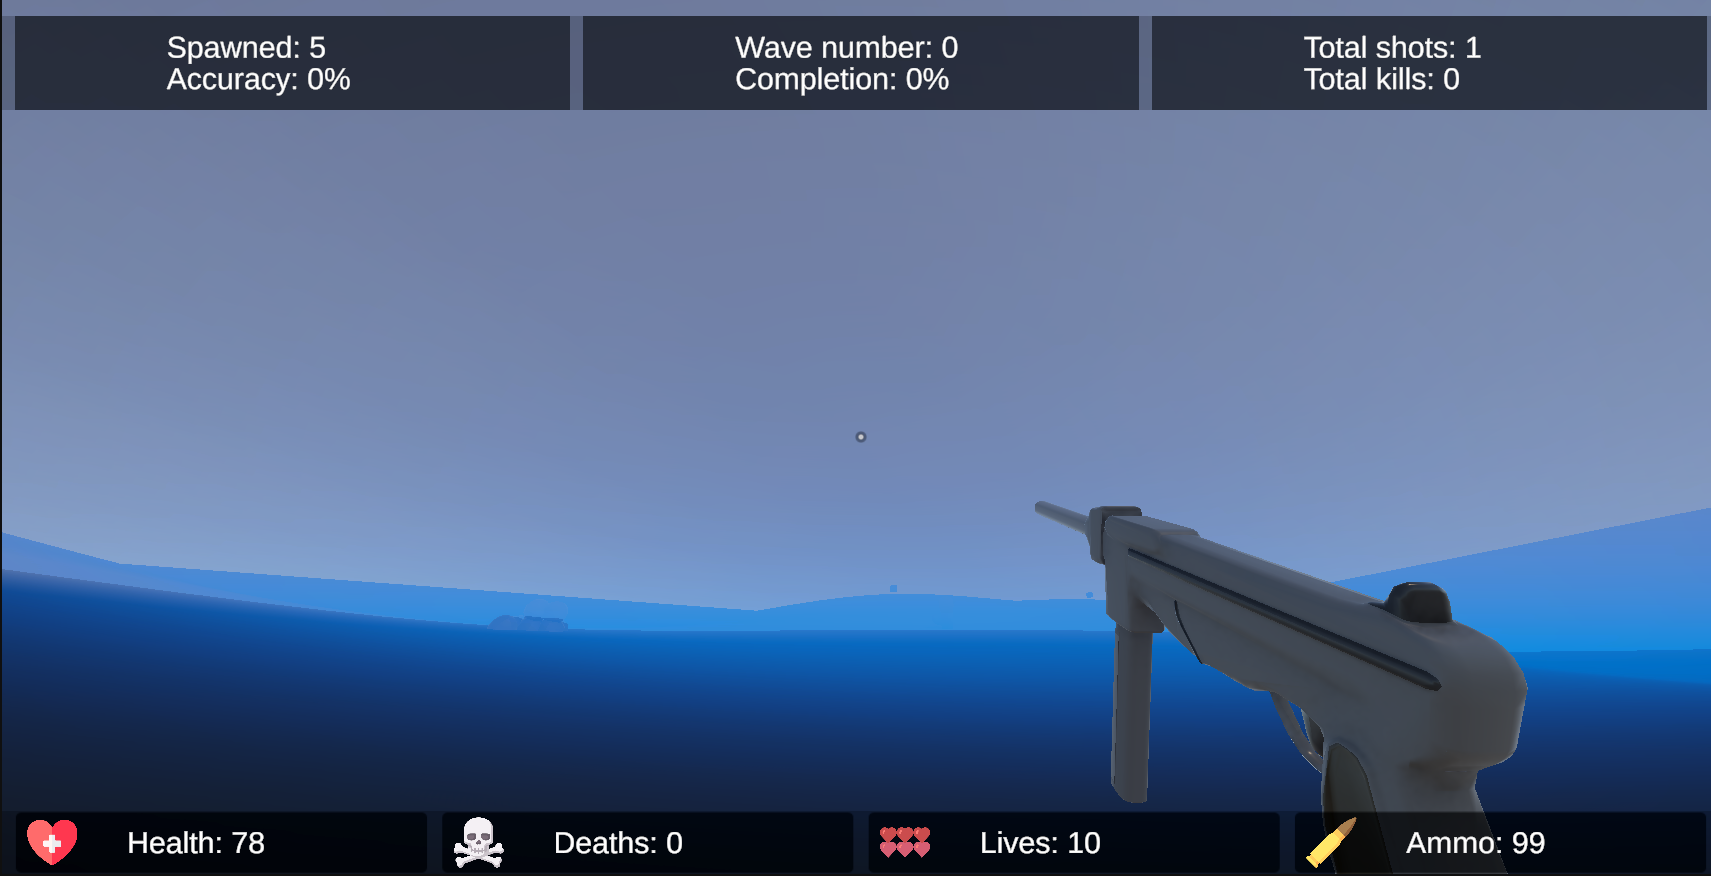 Spawned: 5
Accuracy: 0%
Wave number: 0
Completion: 0%
Total shots: 1
Total kills: 0
Health: 78
Deaths: 0
Lives: 10
Ammo: 99